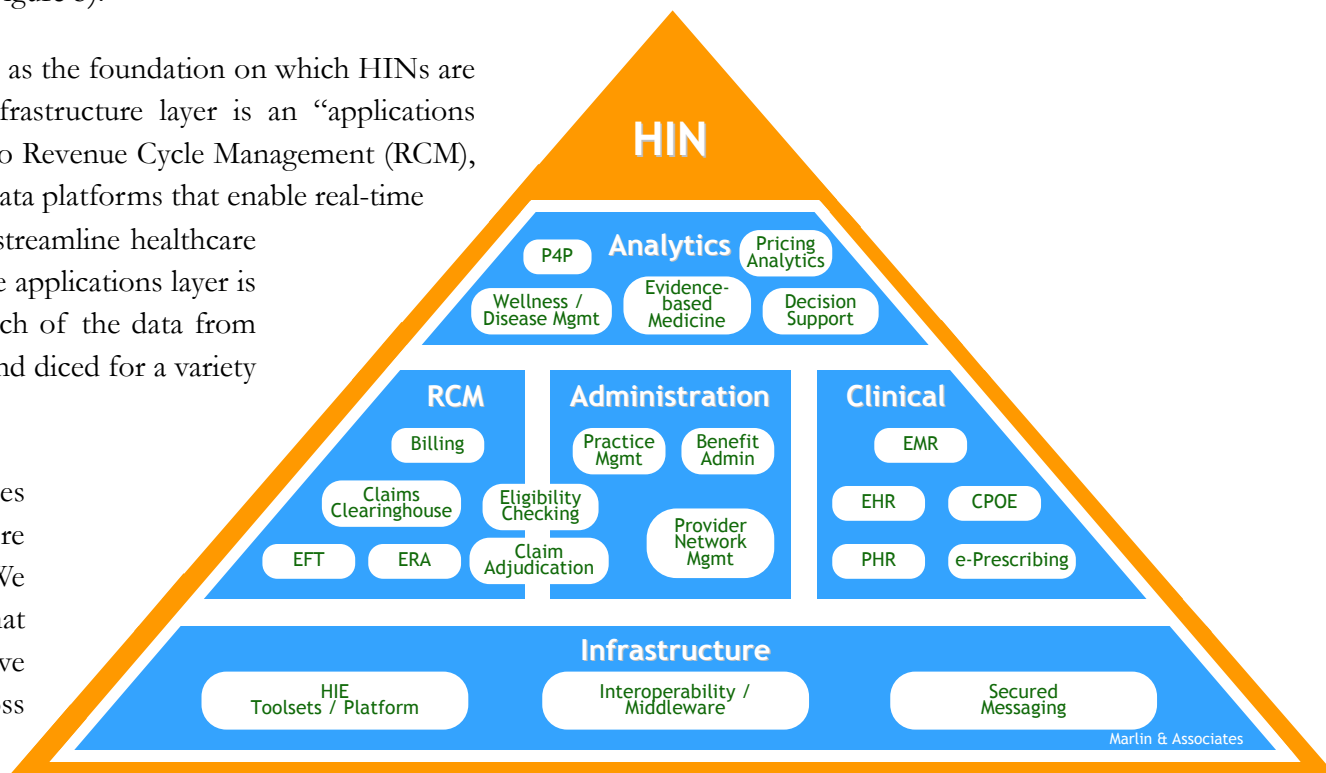 as the foundation on which HINs are
frastructure layer is an “applications
o Revenue Cycle Management (RCM),
ata platforms that enable real-time
streamline healthcare
e applications layer is
ch of the data from
nd diced for a variety
es
re
We
hat
ve
oss
HIN
Analytics
P4P
Pricing
Analytics
Wellness /
Disease Mgmt
Evidence-
based
Medicine
Decision
Support
RCM
Billing
Claims
Clearinghouse
Eligibility
Checking
EFT
ERA
Claim
Adjudication
Administration
Practice
Mgmt
Benefit
Admin
Provider
Network
Mgmt
Clinical
EMR
EHR
CPOE
PHR
e-Prescribing
Infrastructure
HIE
Toolsets / Platform
Interoperability /
Middleware
Secured
Messaging
Marlin & Associates